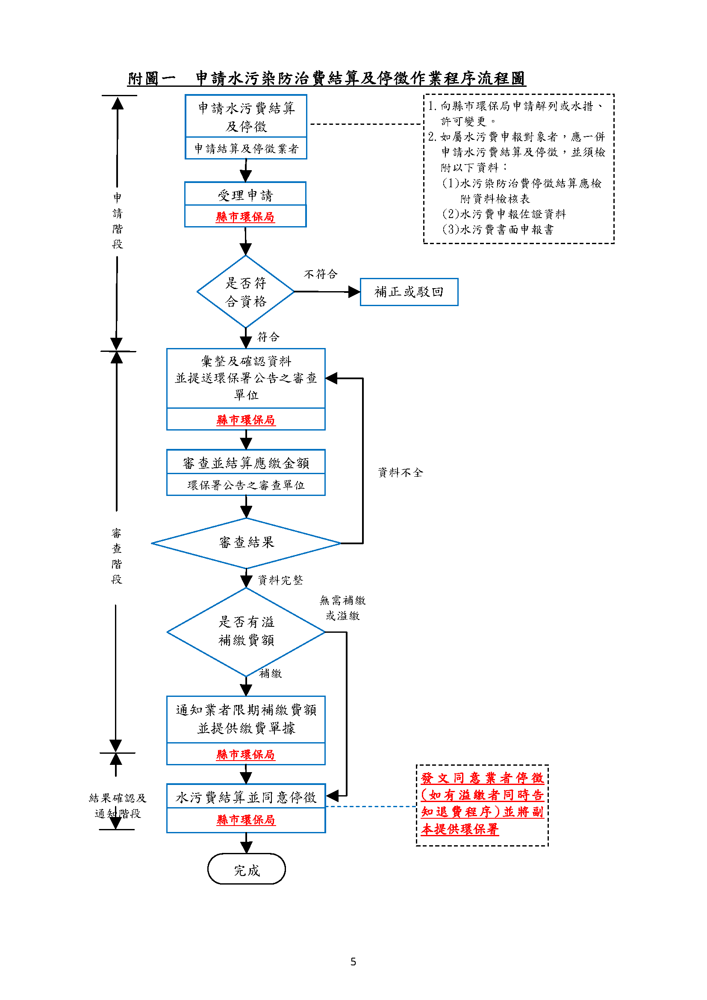 附圖一　申請水污染防治費結算及停徵作業程序流程圖
申請水污費結算
及停徵
申請結算及停徵業者
1.向縣市環保局申請解列或水措、
許可變更。
2.如屬水污費申報對象者，應一併
申請水污費結算及停徵，並須檢
附以下資料：
(1)水污染防治費停徵結算應檢
附資料檢核表
(2)水污費申報佐證資料
(3)水污費書面申報書
受理申請
縣市環保局
申
請
階
段
是否符
合資格
不符合
補正或駁回
符合
彙整及確認資料
並提送環保署公告之審查
單位
縣市環保局
審查並結算應繳金額
環保署公告之審查單位
資料不全
審
查
階
段
審查結果
資料完整
無需補繳
或溢繳
是否有溢
補繳費額
補繳
通知業者限期補繳費額
並提供繳費單據
縣市環保局
結果確認及
通知階段
水污費結算並同意停徵
縣市環保局
發文同意業者停徵
(如有溢繳者同時告
知退費程序)並將副
本提供環保署
完成
5